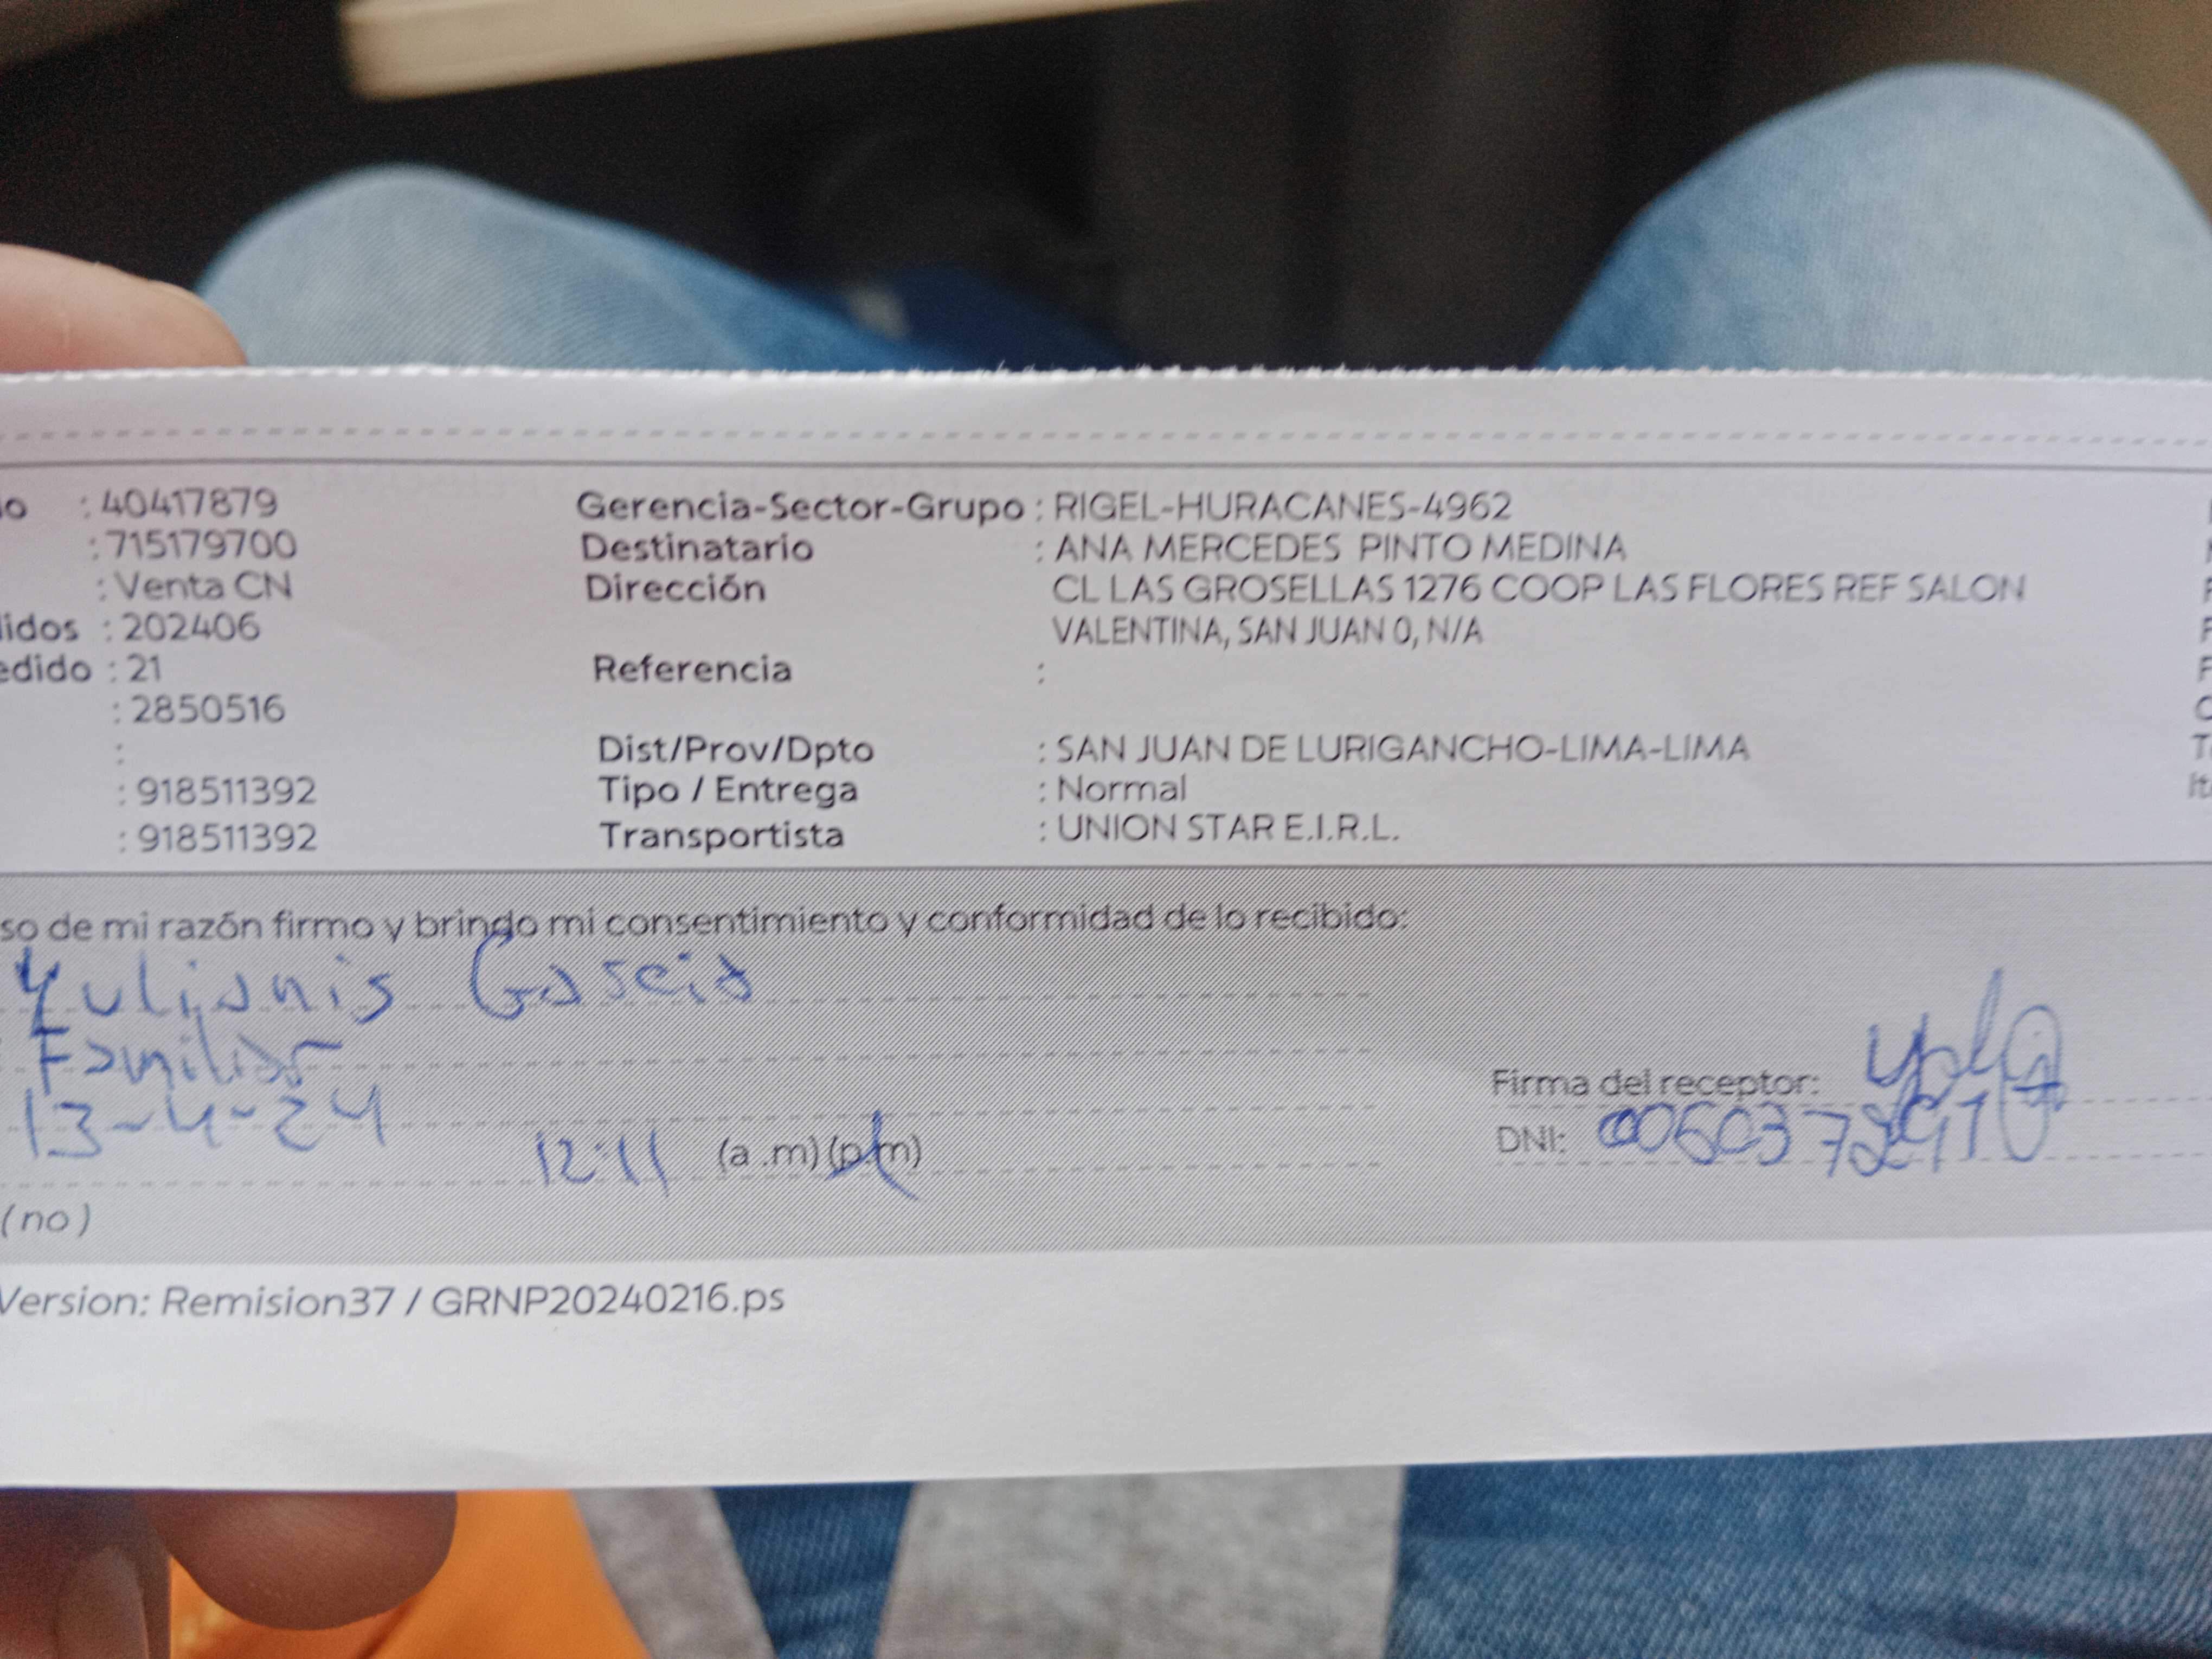 : 40417879 Gerencia-Sector-Grupo : RIGEL-HURACANES-4962
: 715179700 Destinatario : ANA MERCEDES PINTO MEDINA
: Venta CN Dirección CL LAS GROSELLAS 1276 COOP LAS FLORES REF SALON
: 202406 VALENTINA, SAN JUAN 0, N/A
: 21 Referencia :
: 2850516
: Dist/Prov/Dpto : SAN JUAN DE LURIGANCHO-LIMA-LIMA
: 918511392 Tipo / Entrega : Normal
: 918511392 Transportista : UNION STAR E.I.R.L.
so de mi razón firmo y brindo mi consentimiento y conformidad de lo recibido:
Yulianis Garcia
Familiar
13-4-24
Firma del receptor:
12:11 (a .m) (p.m)
DNI:
(no)
Version: Remision37 / GRNP20240216.ps